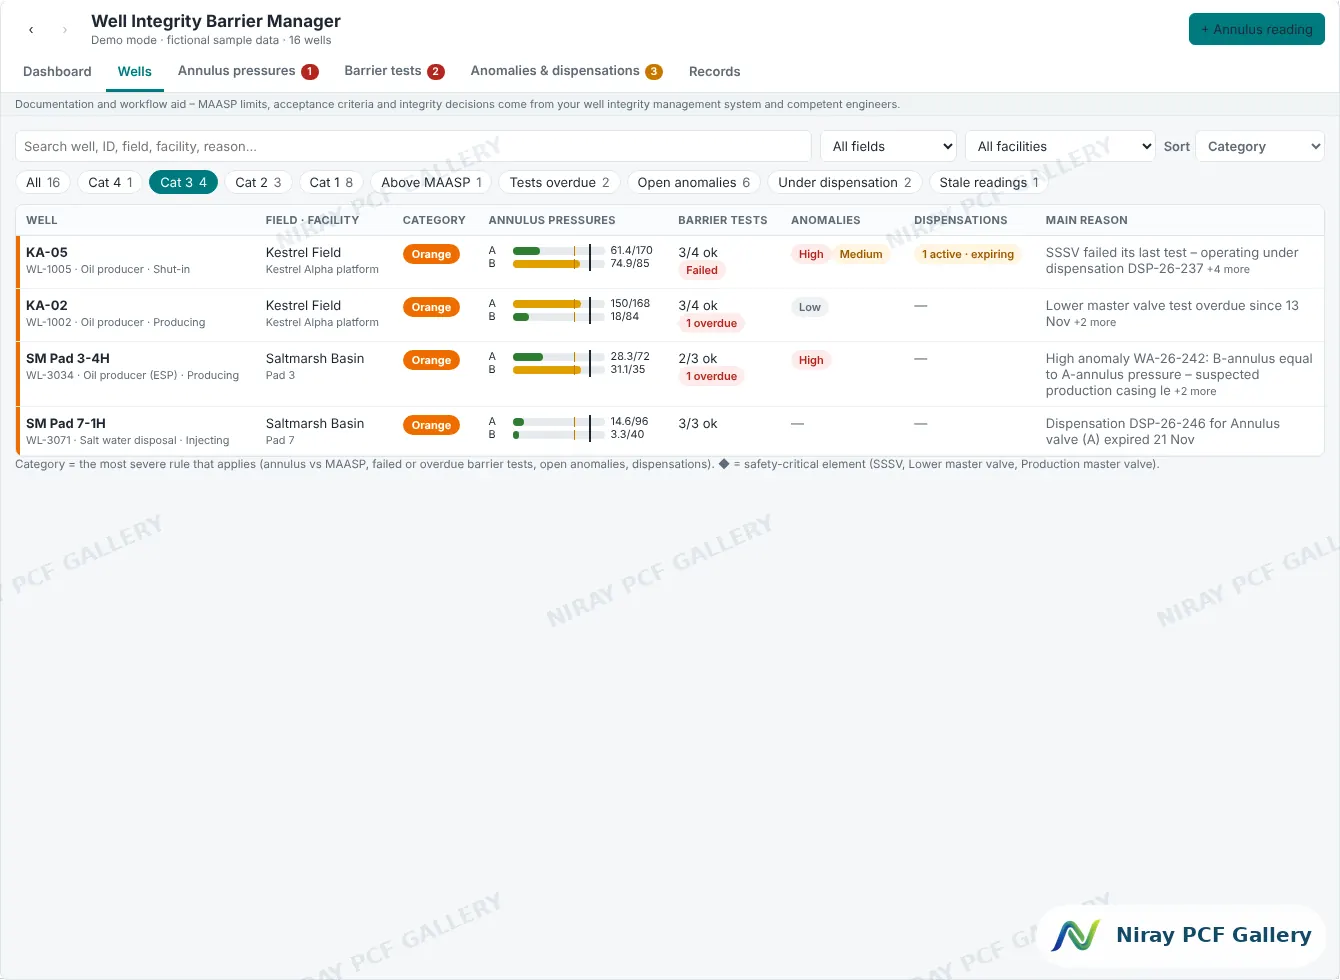 ‹ › Well Integrity Barrier Manager
Demo mode · fictional sample data · 16 wells
+ Annulus reading
Dashboard Wells Annulus pressures 1 Barrier tests 2 Anomalies & dispensations 3 Records
Documentation and workflow aid – MAASP limits, acceptance criteria and integrity decisions come from your well integrity management system and competent engineers.
Search well, ID, field, facility, reason... All fields All facilities Sort Category
All 16 Cat 4 1 Cat 3 4 Cat 2 3 Cat 1 8 Above MAASP 1 Tests overdue 2 Open anomalies 6 Under dispensation 2 Stale readings 1
WELL FIELD · FACILITY CATEGORY ANNULUS PRESSURES BARRIER TESTS ANOMALIES DISPENSATIONS MAIN REASON
KA-05
WL-1005 · Oil producer · Shut-in
Kestrel Field
Kestrel Alpha platform
Orange
A 61.4/170
B 74.9/85
3/4 ok
Failed
High Medium
1 active · expiring
SSSV failed its last test – operating under
dispensation DSP-26-237 +4 more
KA-02
WL-1002 · Oil producer · Producing
Kestrel Field
Kestrel Alpha platform
Orange
A 150/168
B 18/84
3/4 ok
1 overdue
Low
—
Lower master valve test overdue since 13
Nov +2 more
SM Pad 3-4H
WL-3034 · Oil producer (ESP) · Producing
Saltmarsh Basin
Pad 3
Orange
A 28.3/72
B 31.1/35
2/3 ok
1 overdue
High
—
High anomaly WA-26-242: B-annulus equal
to A-annulus pressure – suspected
production casing le +2 more
SM Pad 7-1H
WL-3071 · Salt water disposal · Injecting
Saltmarsh Basin
Pad 7
Orange
A 14.6/96
B 3.3/40
3/3 ok
—
—
Dispensation DSP-26-246 for Annulus
valve (A) expired 21 Nov
Category = the most severe rule that applies (annulus vs MAASP, failed or overdue barrier tests, open anomalies, dispensations). ◆ = safety-critical element (SSSV, Lower master valve, Production master valve).
NIRAY PCF GALLERY
NIRAY PCF GALLERY
NIRAY PCF GALLERY
NIRAY PCF GALLERY
NIRAY PCF GALLERY
NIRAY PCF GALLERY
Niray PCF Gallery